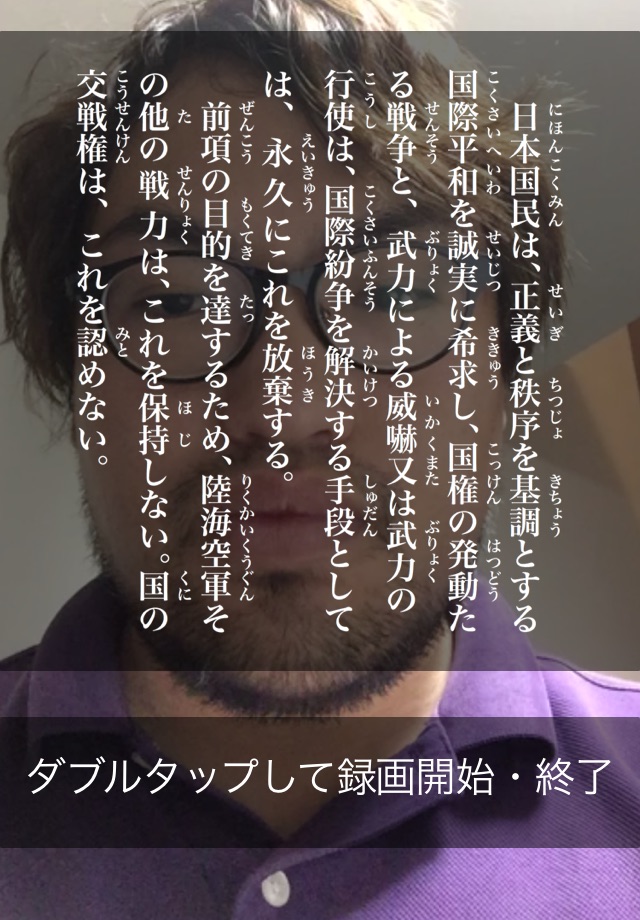 日本国民は、正義と秩序を基調とする
国際平和を誠実に希求し、国権の発動た
る戦争と、武力による威嚇又は武力の
行使は、国際紛争を解決する手段として
は、永久にこれを放棄する。
前項の目的を達するため、陸海空軍そ
の他の戦力は、これを保持しない。国の
交戦権は、これを認めない。
ダブルタップして録画開始・終了